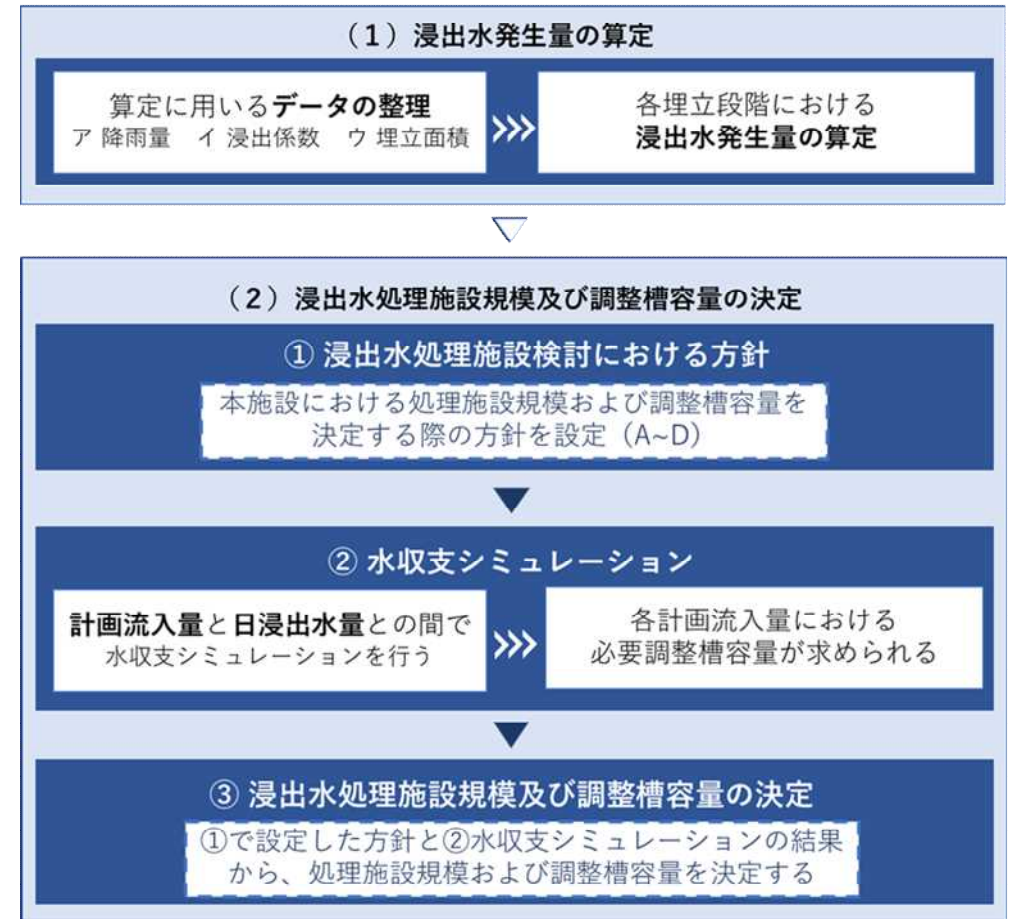 （1）浸出水発生量の算定
算定に用いるデータの整理
ア 降雨量　イ 浸出係数　ウ 埋立面積
各埋立段階における
浸出水発生量の算定
（2）浸出水処理施設規模及び調整槽容量の決定
① 浸出水処理施設検討における方針
本施設における処理施設規模および調整槽容量を
決定する際の方針を設定（A~D）
② 水収支シミュレーション
計画流入量と日浸出水量との間で
水収支シミュレーションを行う
各計画流入量における
必要調整槽容量が求められる
③ 浸出水処理施設規模及び調整槽容量の決定
①で設定した方針と②水収支シミュレーションの結果
から、処理施設規模および調整槽容量を決定する